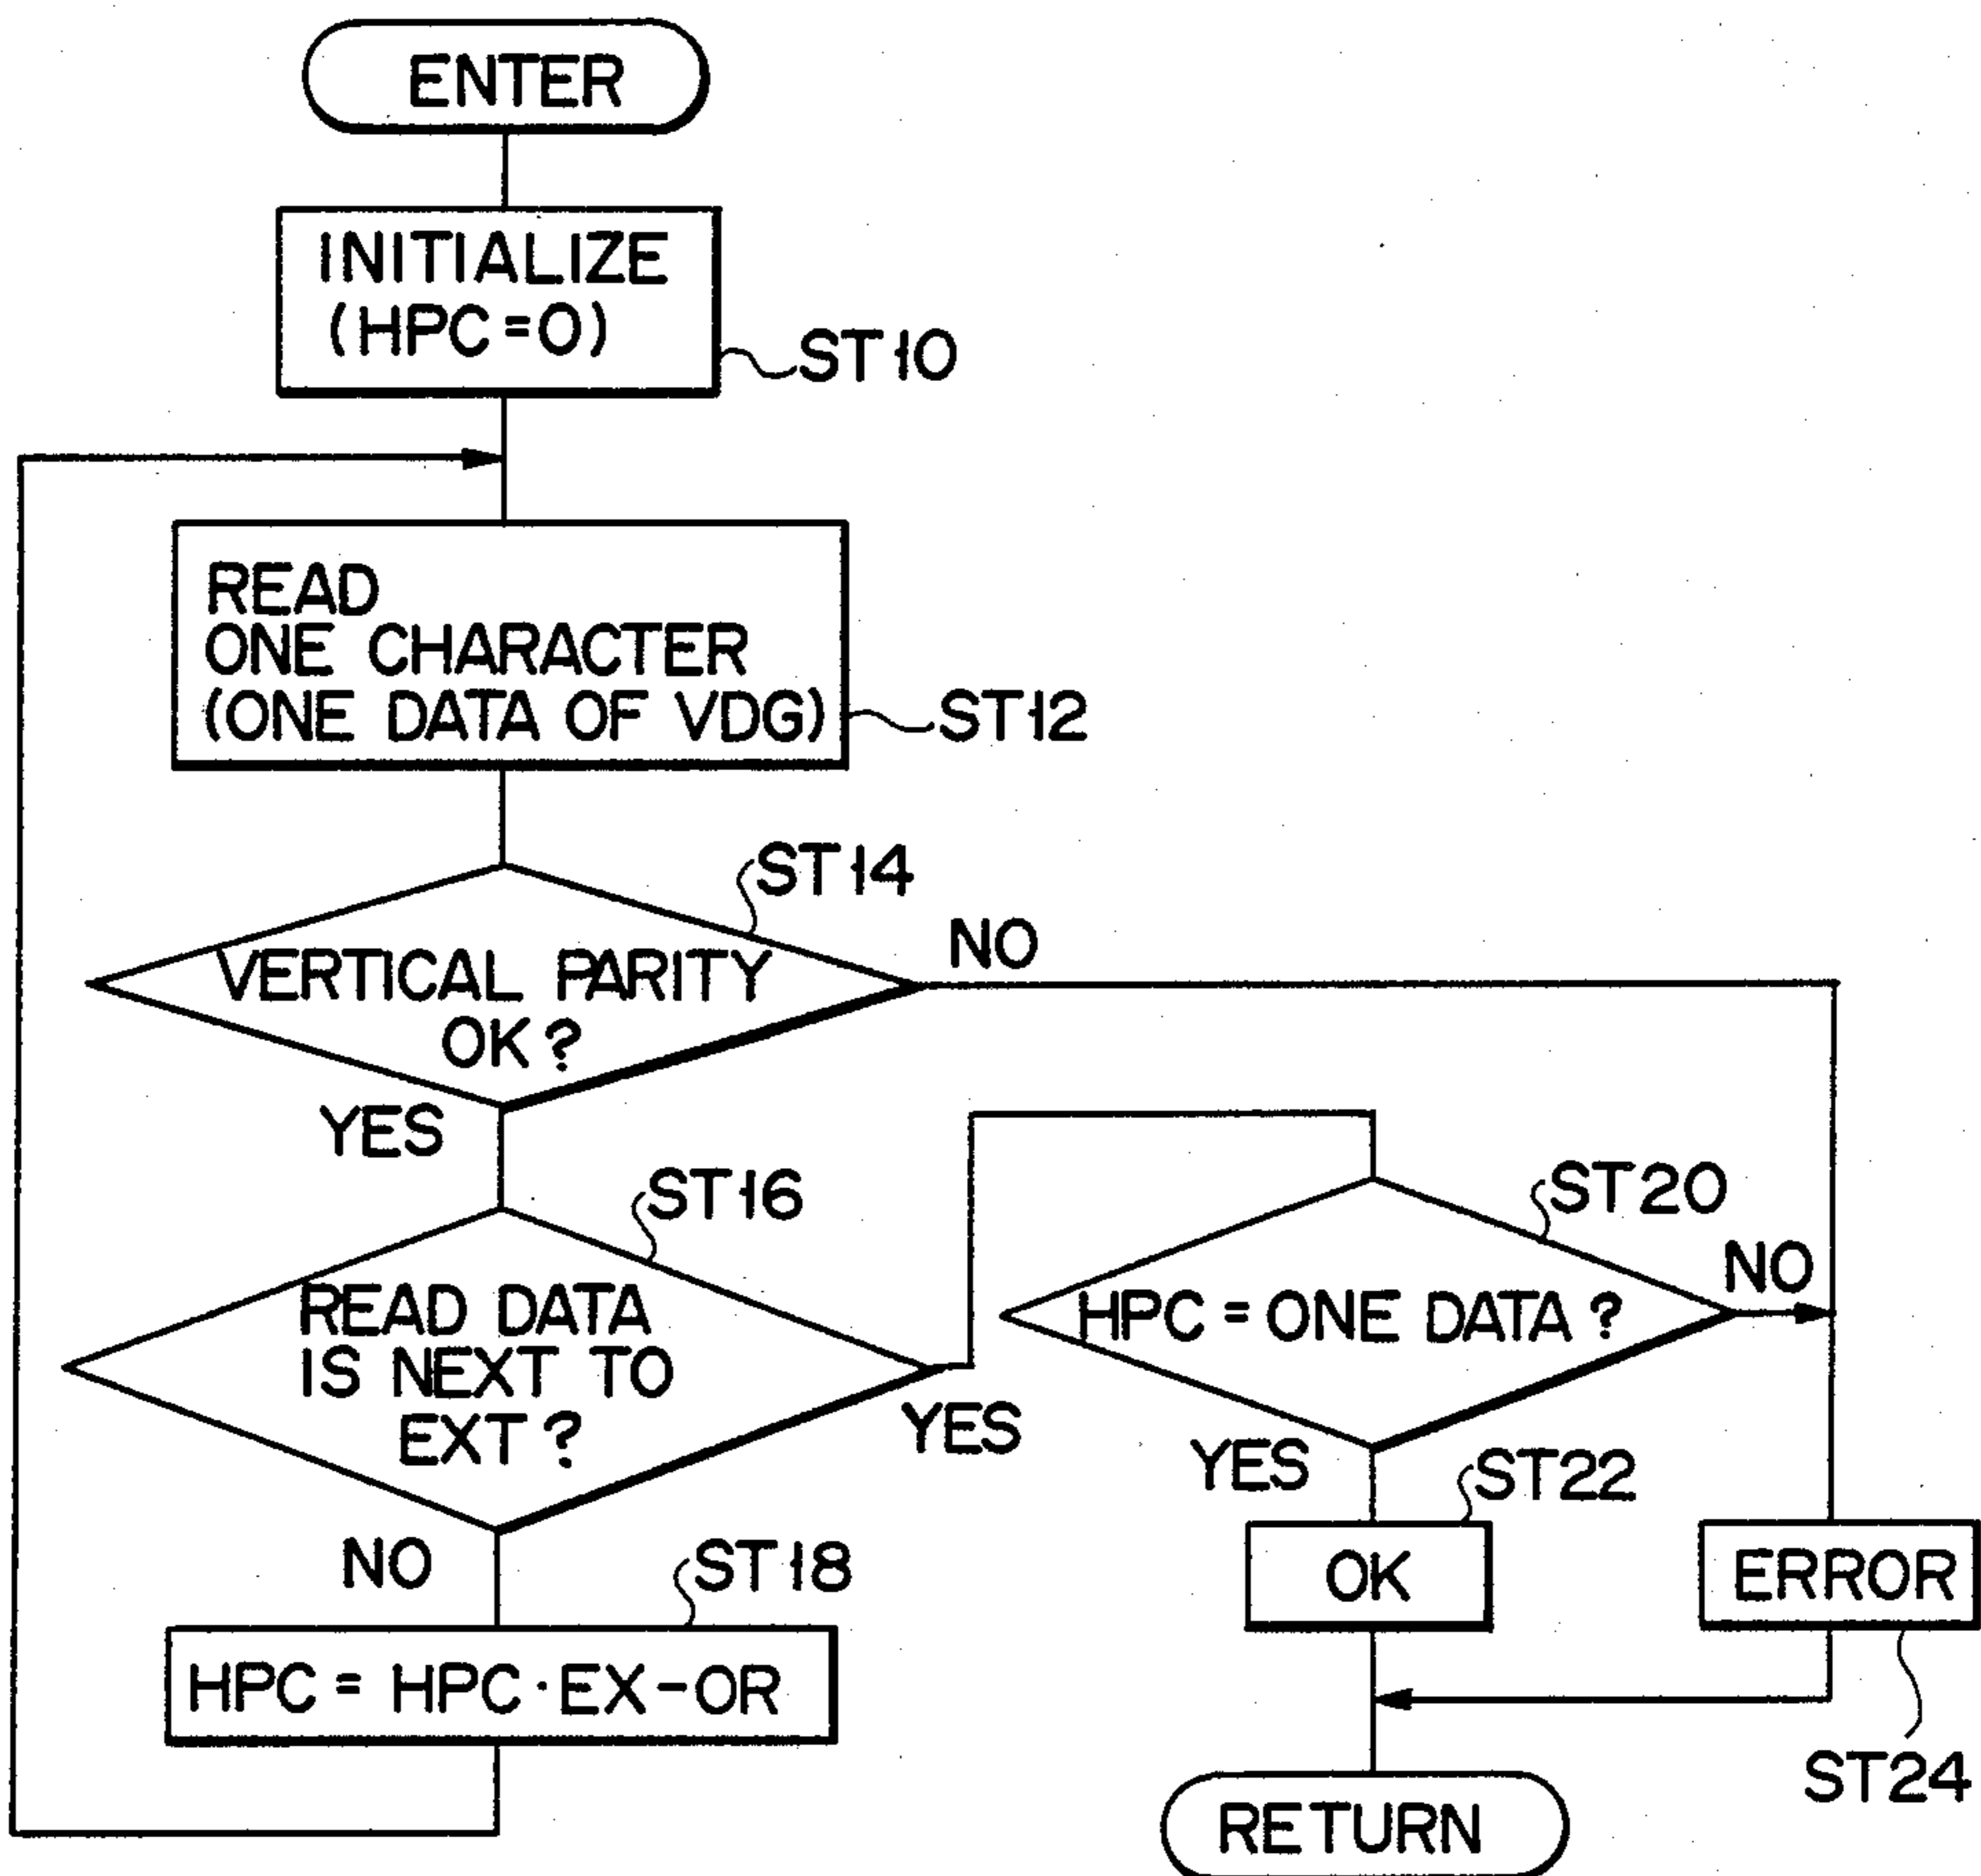 ENTER
INITIALIZE
(HPC=0)
ST10
READ
ONE CHARACTER
(ONE DATA OF VDG)
ST12
ST14
VERTICAL PARITY
OK?
NO
YES
ST16
READ DATA
IS NEXT TO
EXT?
YES
NO
ST18
HPC = HPC·EX-OR
ST20
HPC = ONE DATA?
NO
YES
ST22
OK
ERROR
ST24
RETURN